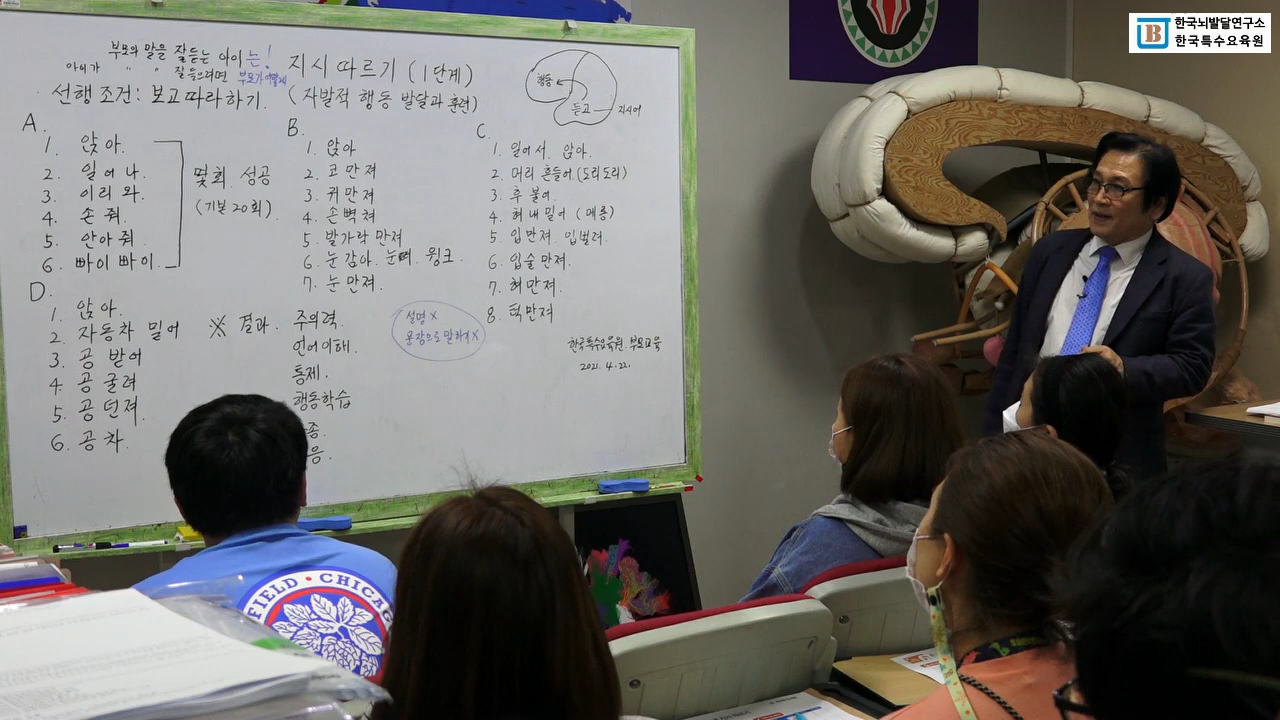 한국뇌발달연구소
한국특수요육원
부모와 말을 잘듣는 아이는!
아이가 〃 〃 잘들으려면 부모가
지시 따르기 (1단계)
선행 조건: 보고따라하기. (자발적 행동 발달과 훈련)
행동
듣고
지시어
A.
1. 앉아.
2. 일어나.
3. 이리 와.
4. 손 줘.
5. 안아 줘.
6. 빠이 빠이.
몇회 성공
(기본 20회)
B.
1. 앉아
2. 코 만져
3. 귀 만져
4. 손뼉쳐
5. 발가락 만져
6. 눈 감아. 눈떠. 윙크.
7. 눈 만져.
C.
1. 일어서. 앉아.
2. 머리 흔들어 (도리도리)
3. 후 불어.
4. 혀 내밀어 (메롱)
5. 입만져. 입벌려.
6. 입술 만져.
7. 혀만져.
8. 턱만져
D.
1. 앉아.
2. 자동차 밀어
3. 공 받어
4. 공 굴려
5. 공 던져.
6. 공 차.
※ 결과. 주의력.
언어이해.
통제.
행동학습
종.
응.
설명 X
문장으로 말하기 X
한국특수요육원 부모교육
2021. 4. 22.
FIELD · CHICAG